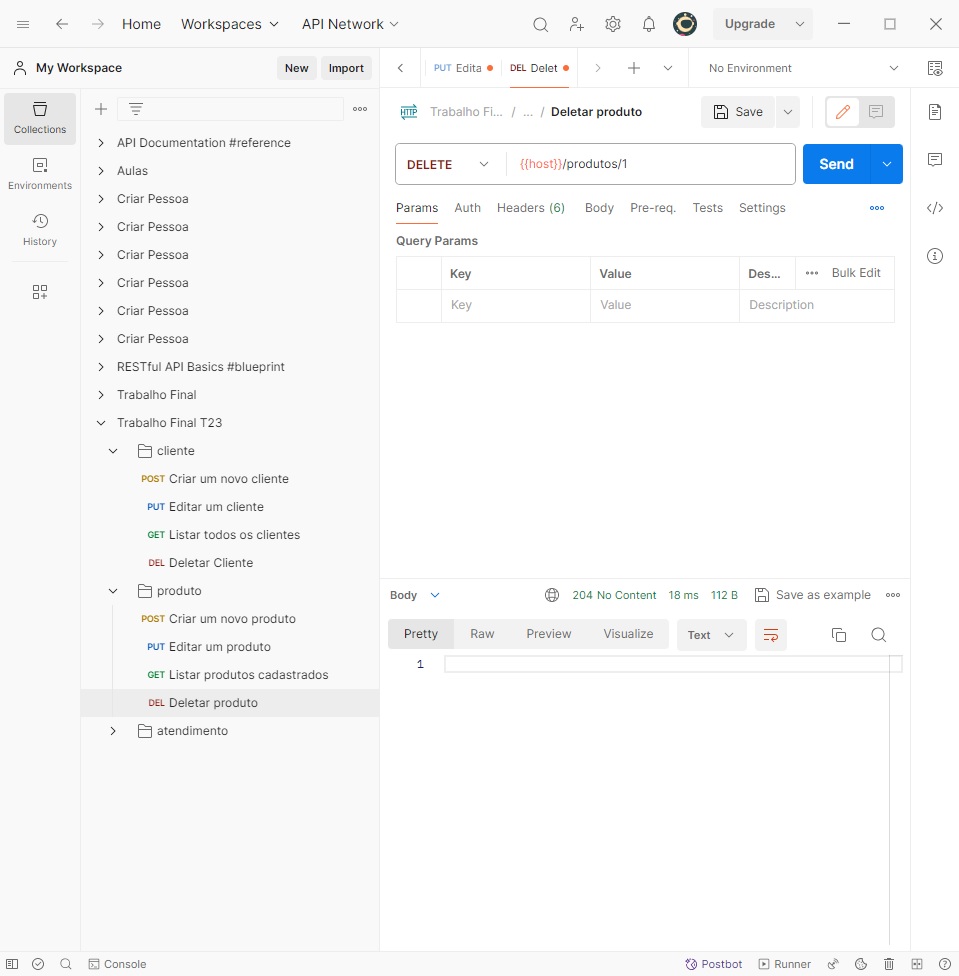 Home Workspaces API Network Upgrade
My Workspace New Import
PUT Edita DEL Delet No Environment
Collections
Environments
History
API Documentation #reference
Aulas
Criar Pessoa
Criar Pessoa
Criar Pessoa
Criar Pessoa
Criar Pessoa
Criar Pessoa
RESTful API Basics #blueprint
Trabalho Final
Trabalho Final T23
cliente
POST Criar um novo cliente
PUT Editar um cliente
GET Listar todos os clientes
DEL Deletar Cliente
produto
POST Criar um novo produto
PUT Editar um produto
GET Listar produtos cadastrados
DEL Deletar produto
atendimento
HTTP Trabalho Fi... / ... / Deletar produto Save
DELETE {{host}}/produtos/1 Send
Params Auth Headers (6) Body Pre-req. Tests Settings
Query Params
Key Value Des... Bulk Edit
Key Value Description
Body 204 No Content 18 ms 112 B Save as example
Pretty Raw Preview Visualize Text
1
Console Postbot Runner